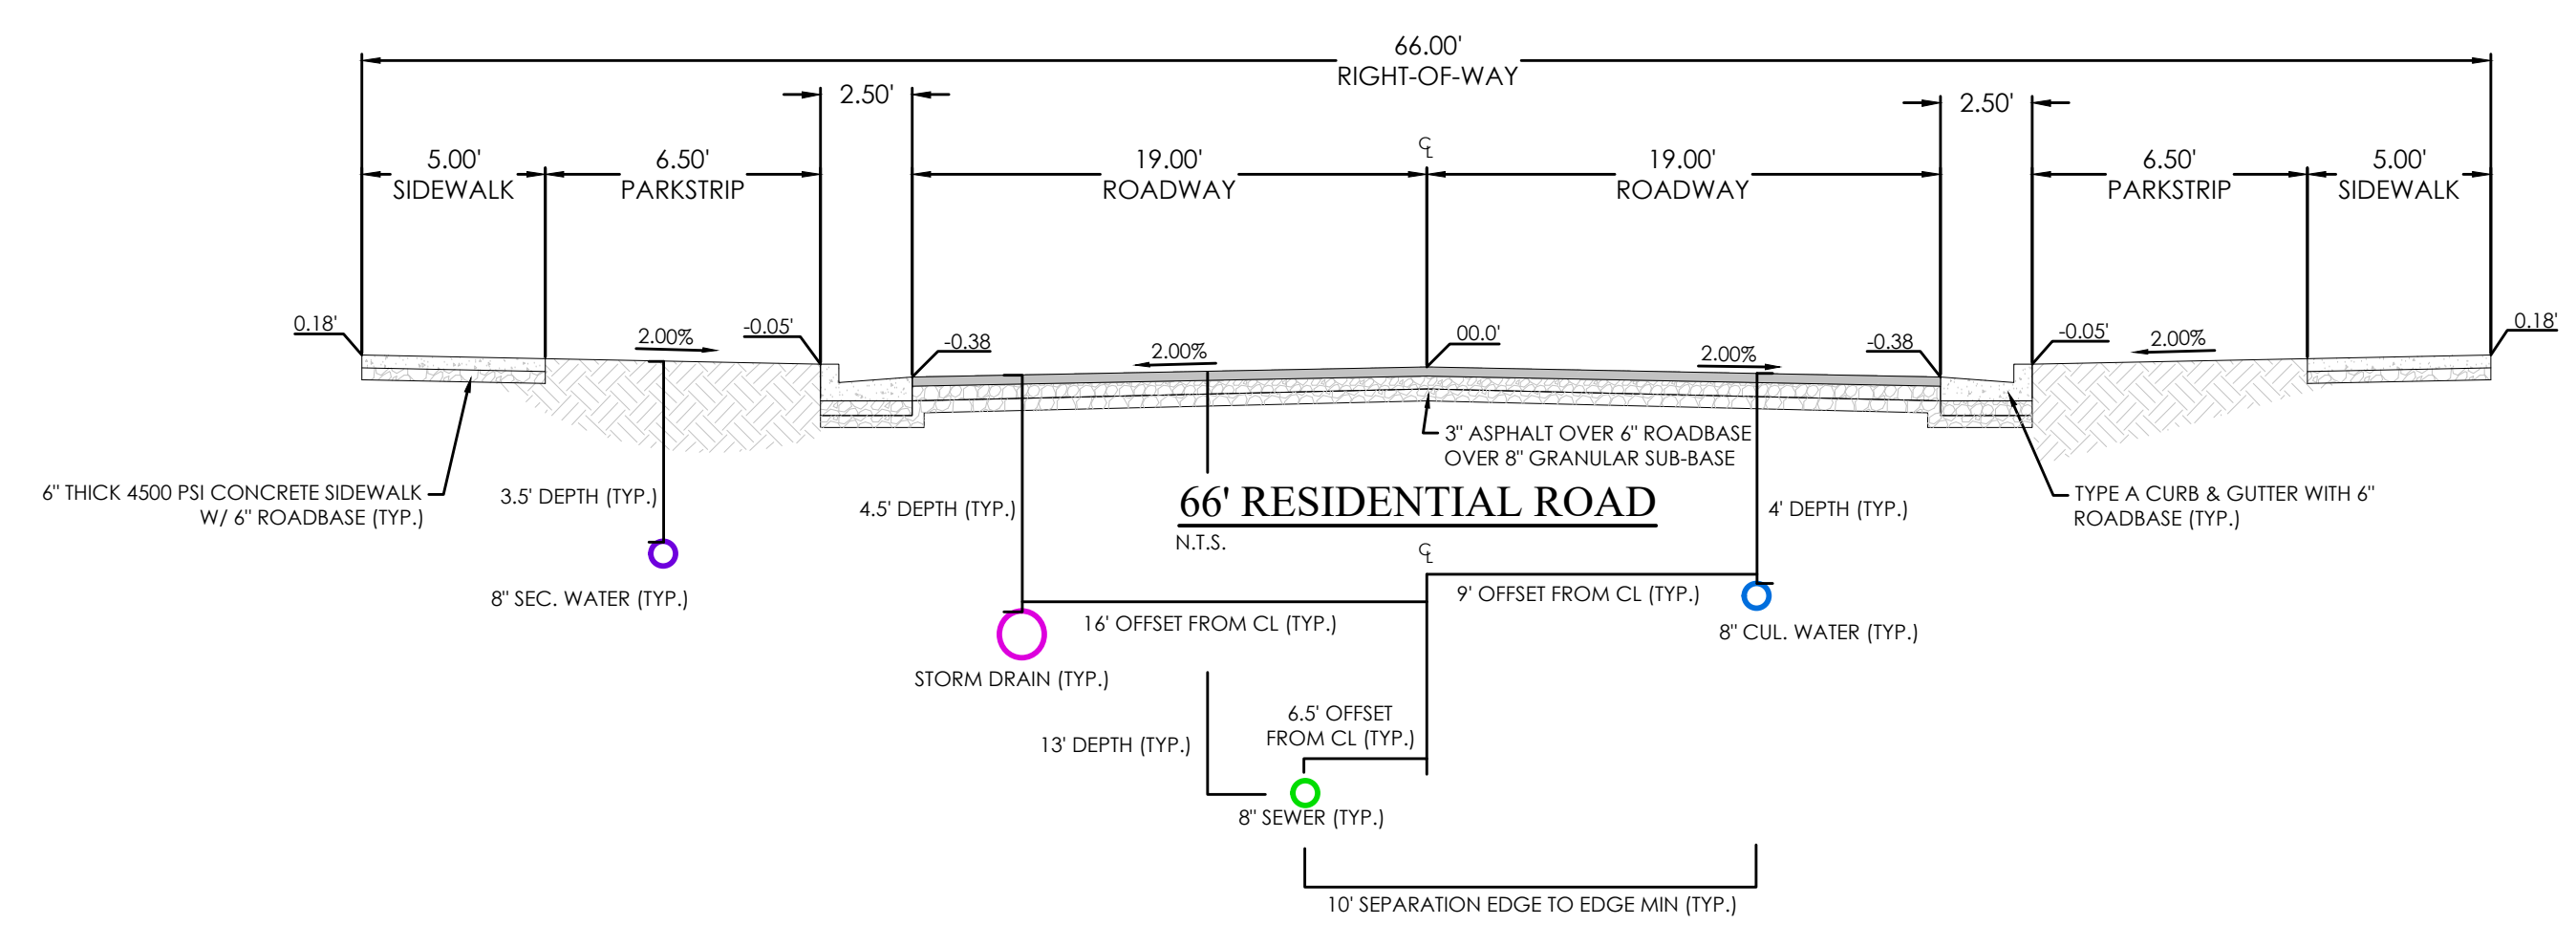 66.00'
RIGHT-OF-WAY
2.50'
2.50'
℄
5.00'
SIDEWALK
6.50'
PARKSTRIP
19.00'
ROADWAY
19.00'
ROADWAY
6.50'
PARKSTRIP
5.00'
SIDEWALK
0.18'
2.00%
-0.05'
-0.38
2.00%
00.0'
2.00%
-0.38
-0.05'
2.00%
0.18'
3" ASPHALT OVER 6" ROADBASE
OVER 8" GRANULAR SUB-BASE
6" THICK 4500 PSI CONCRETE SIDEWALK
W/ 6" ROADBASE (TYP.)
3.5' DEPTH (TYP.)
4.5' DEPTH (TYP.)
66' RESIDENTIAL ROAD
N.T.S.
4' DEPTH (TYP.)
TYPE A CURB & GUTTER WITH 6"
ROADBASE (TYP.)
℄
8" SEC. WATER (TYP.)
16' OFFSET FROM CL (TYP.)
9' OFFSET FROM CL (TYP.)
8" CUL. WATER (TYP.)
STORM DRAIN (TYP.)
13' DEPTH (TYP.)
6.5' OFFSET
FROM CL (TYP.)
8" SEWER (TYP.)
10' SEPARATION EDGE TO EDGE MIN (TYP.)